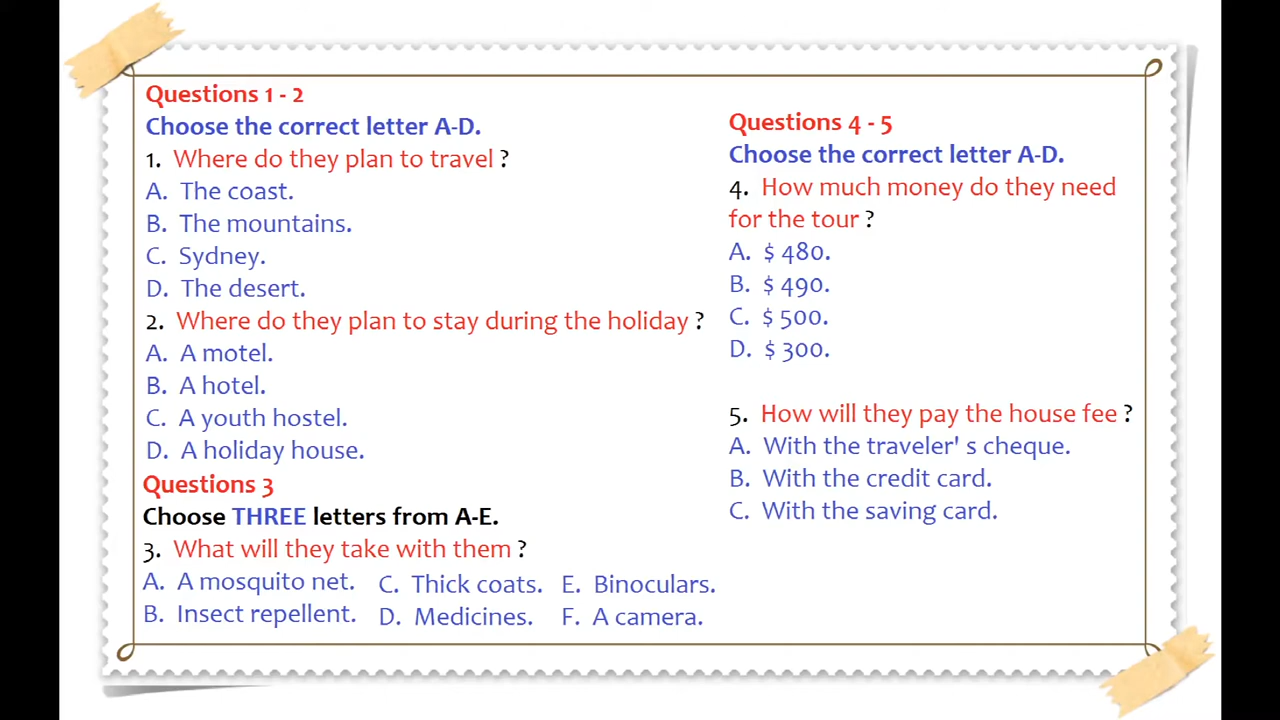 Questions 1 - 2
Choose the correct letter A-D.
1. Where do they plan to travel ?
A. The coast.
B. The mountains.
C. Sydney.
D. The desert.
2. Where do they plan to stay during the holiday ?
A. A motel.
B. A hotel.
C. A youth hostel.
D. A holiday house.
Questions 3
Choose THREE letters from A-E.
3. What will they take with them ?
A. A mosquito net. C. Thick coats. E. Binoculars.
B. Insect repellent. D. Medicines. F. A camera.
Questions 4 - 5
Choose the correct letter A-D.
4. How much money do they need
for the tour ?
A. $ 480.
B. $ 490.
C. $ 500.
D. $ 300.
5. How will they pay the house fee ?
A. With the traveler' s cheque.
B. With the credit card.
C. With the saving card.